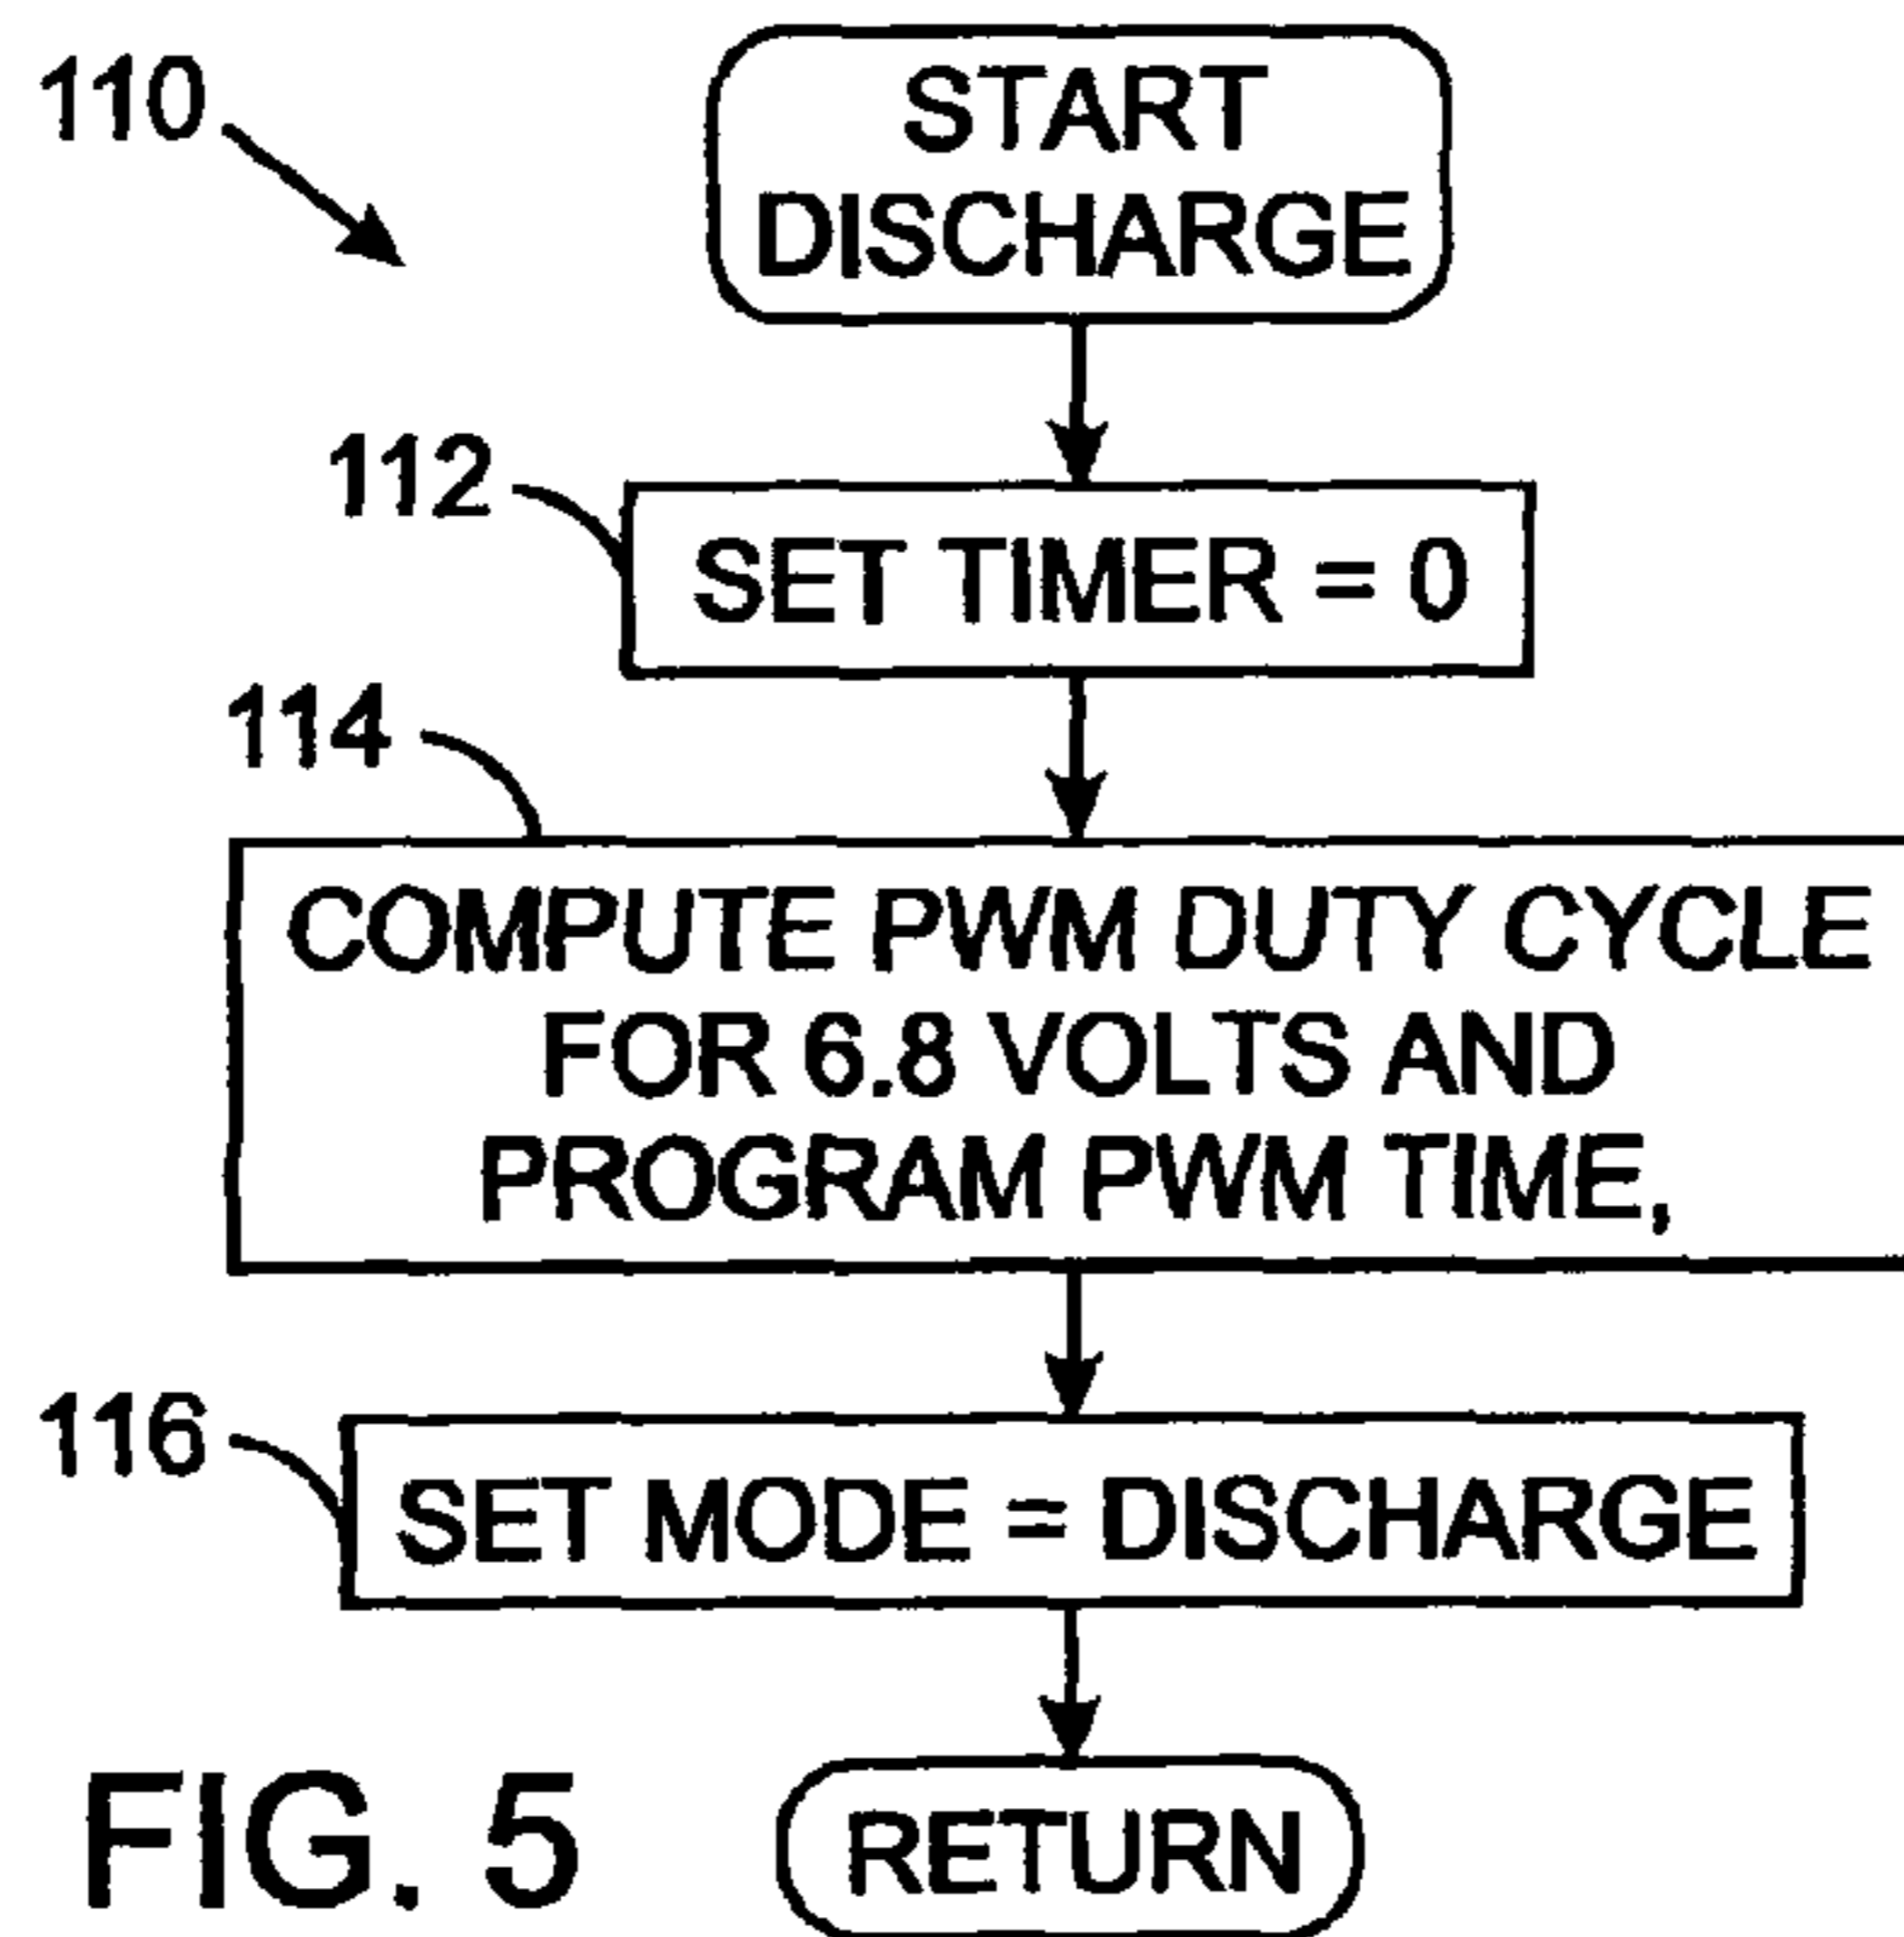 110
START
DISCHARGE
112
SET TIMER = 0
114
COMPUTE PWM DUTY CYCLE
FOR 6.8 VOLTS AND
PROGRAM PWM TIME,
116
SET MODE = DISCHARGE
FIG. 5
RETURN